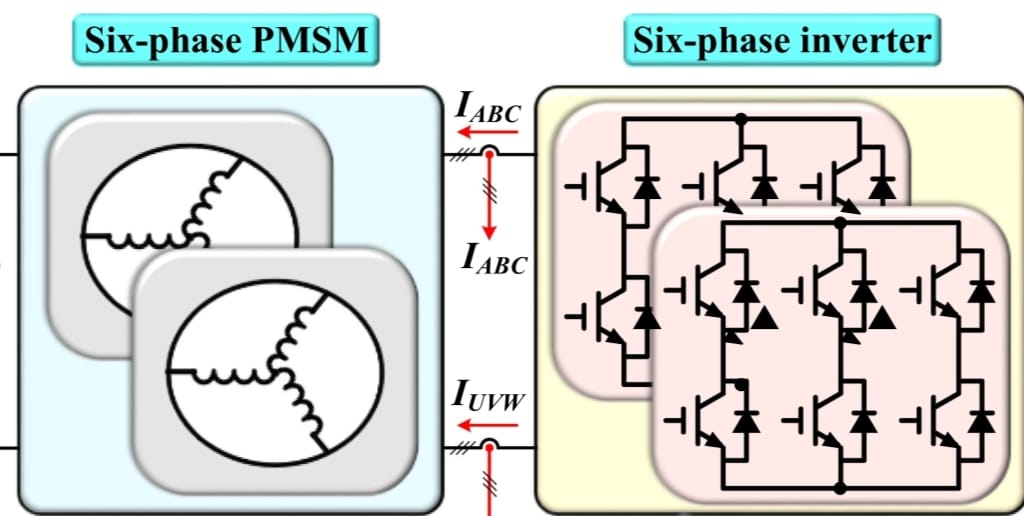 Six-phase PMSM
Six-phase inverter
I_ABC
I_ABC
I_UVW